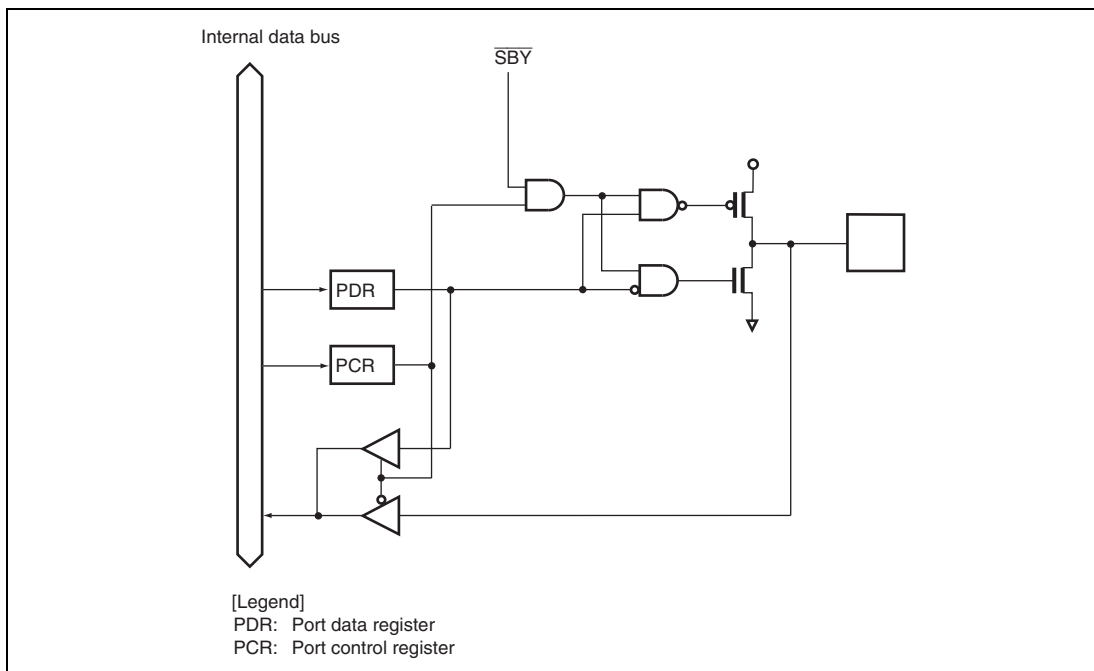 Internal data bus
SBY
PDR
PCR
[Legend]
PDR: Port data register
PCR: Port control register